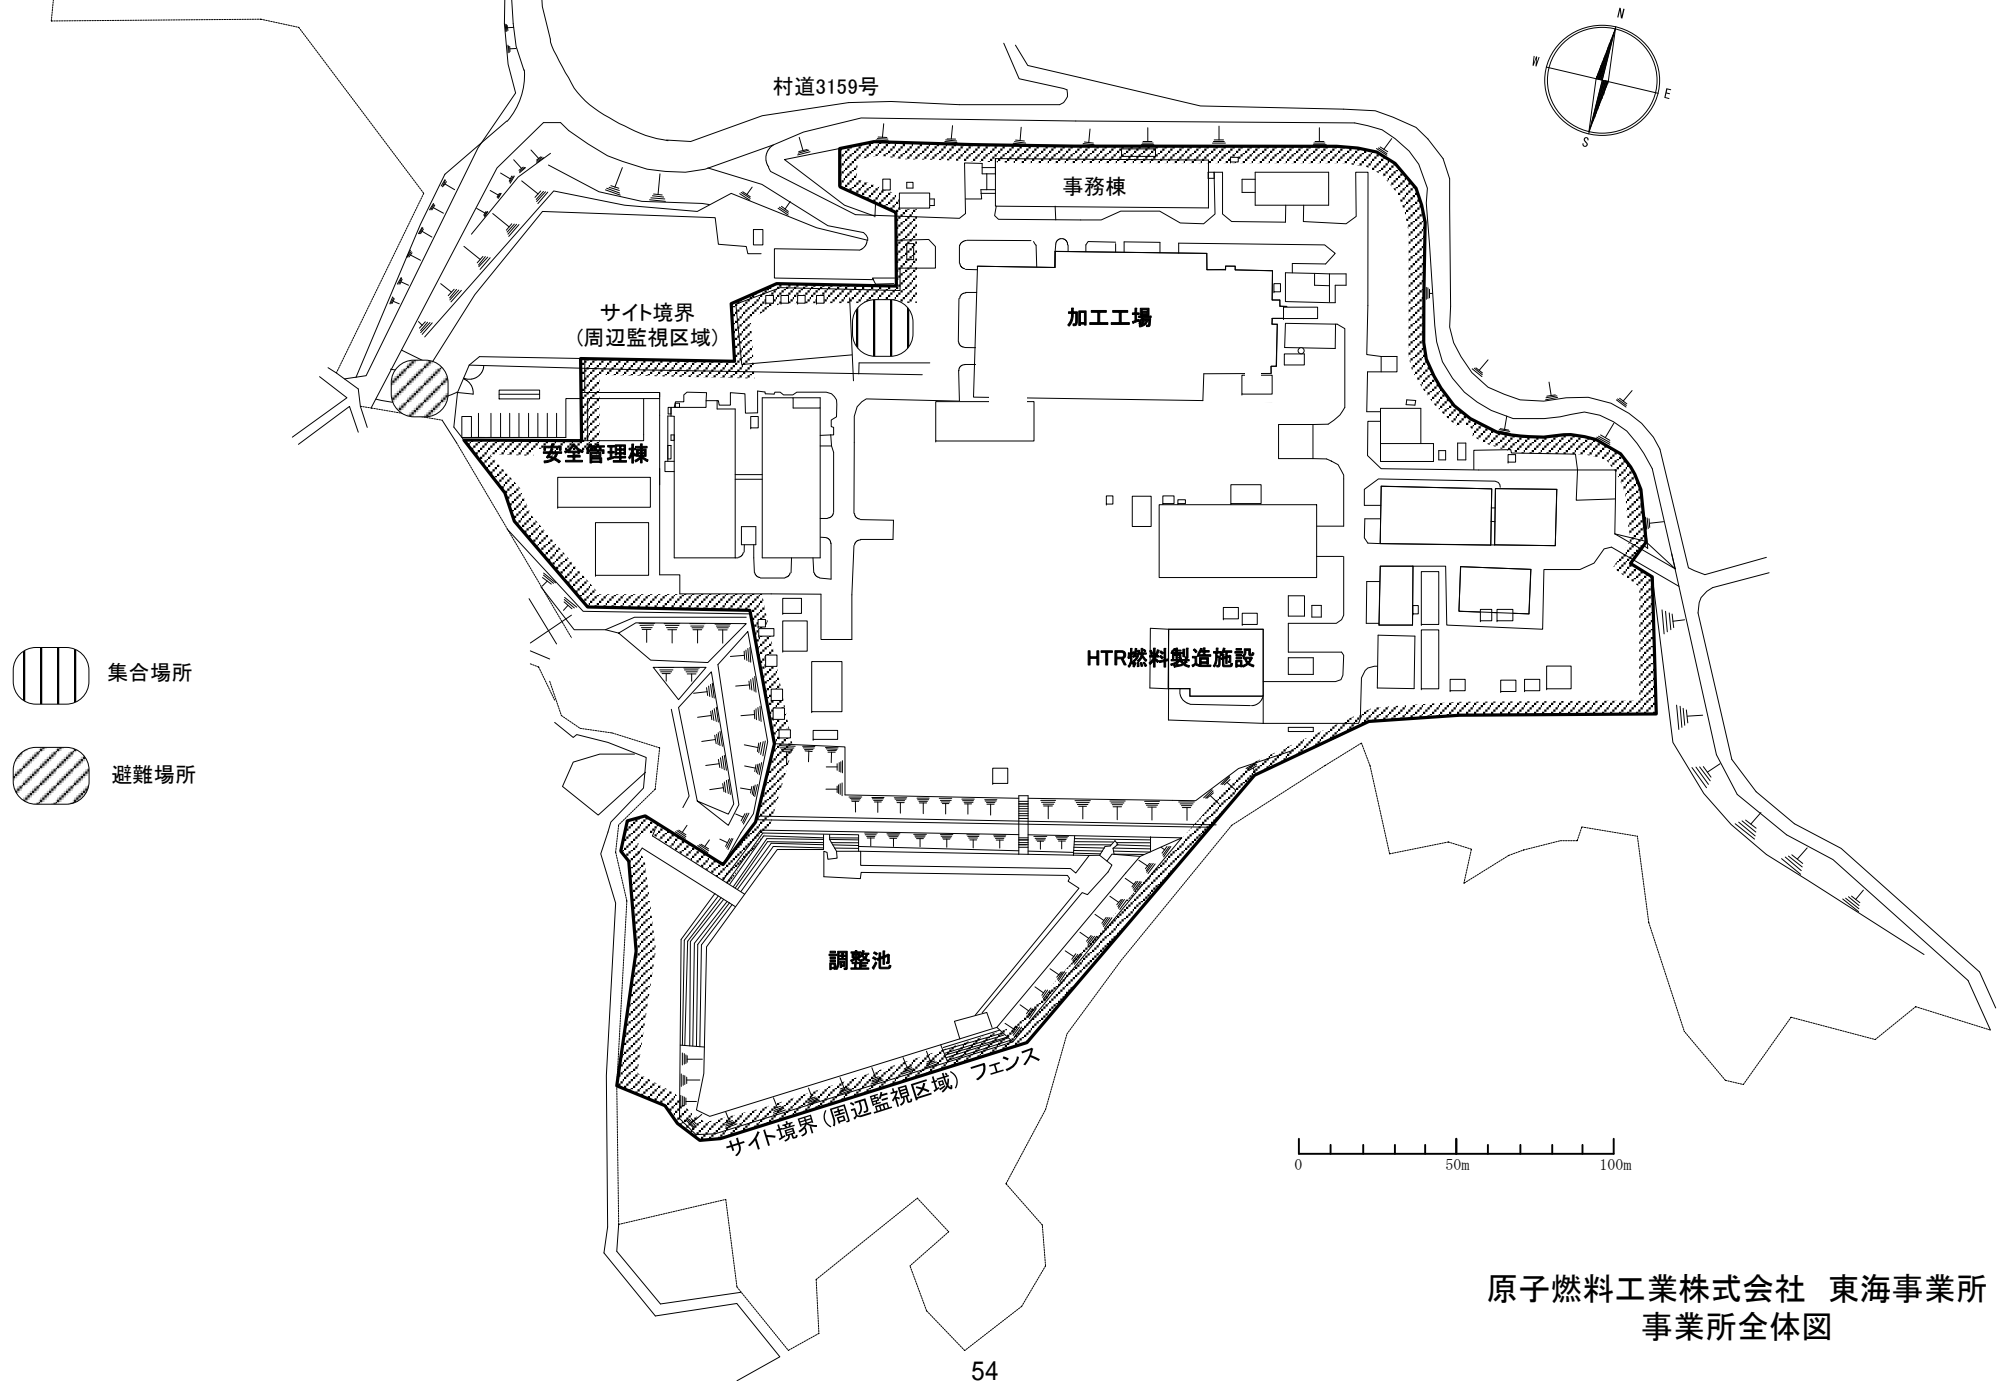 N
W
E
S
村道3159号
事務棟
サイト境界
(周辺監視区域)
加工工場
安全管理棟
HTR燃料製造施設
集合場所
避難場所
調整池
サイト境界 (周辺監視区域) フェンス
0 50m 100m
原子燃料工業株式会社 東海事業所
事業所全体図
54